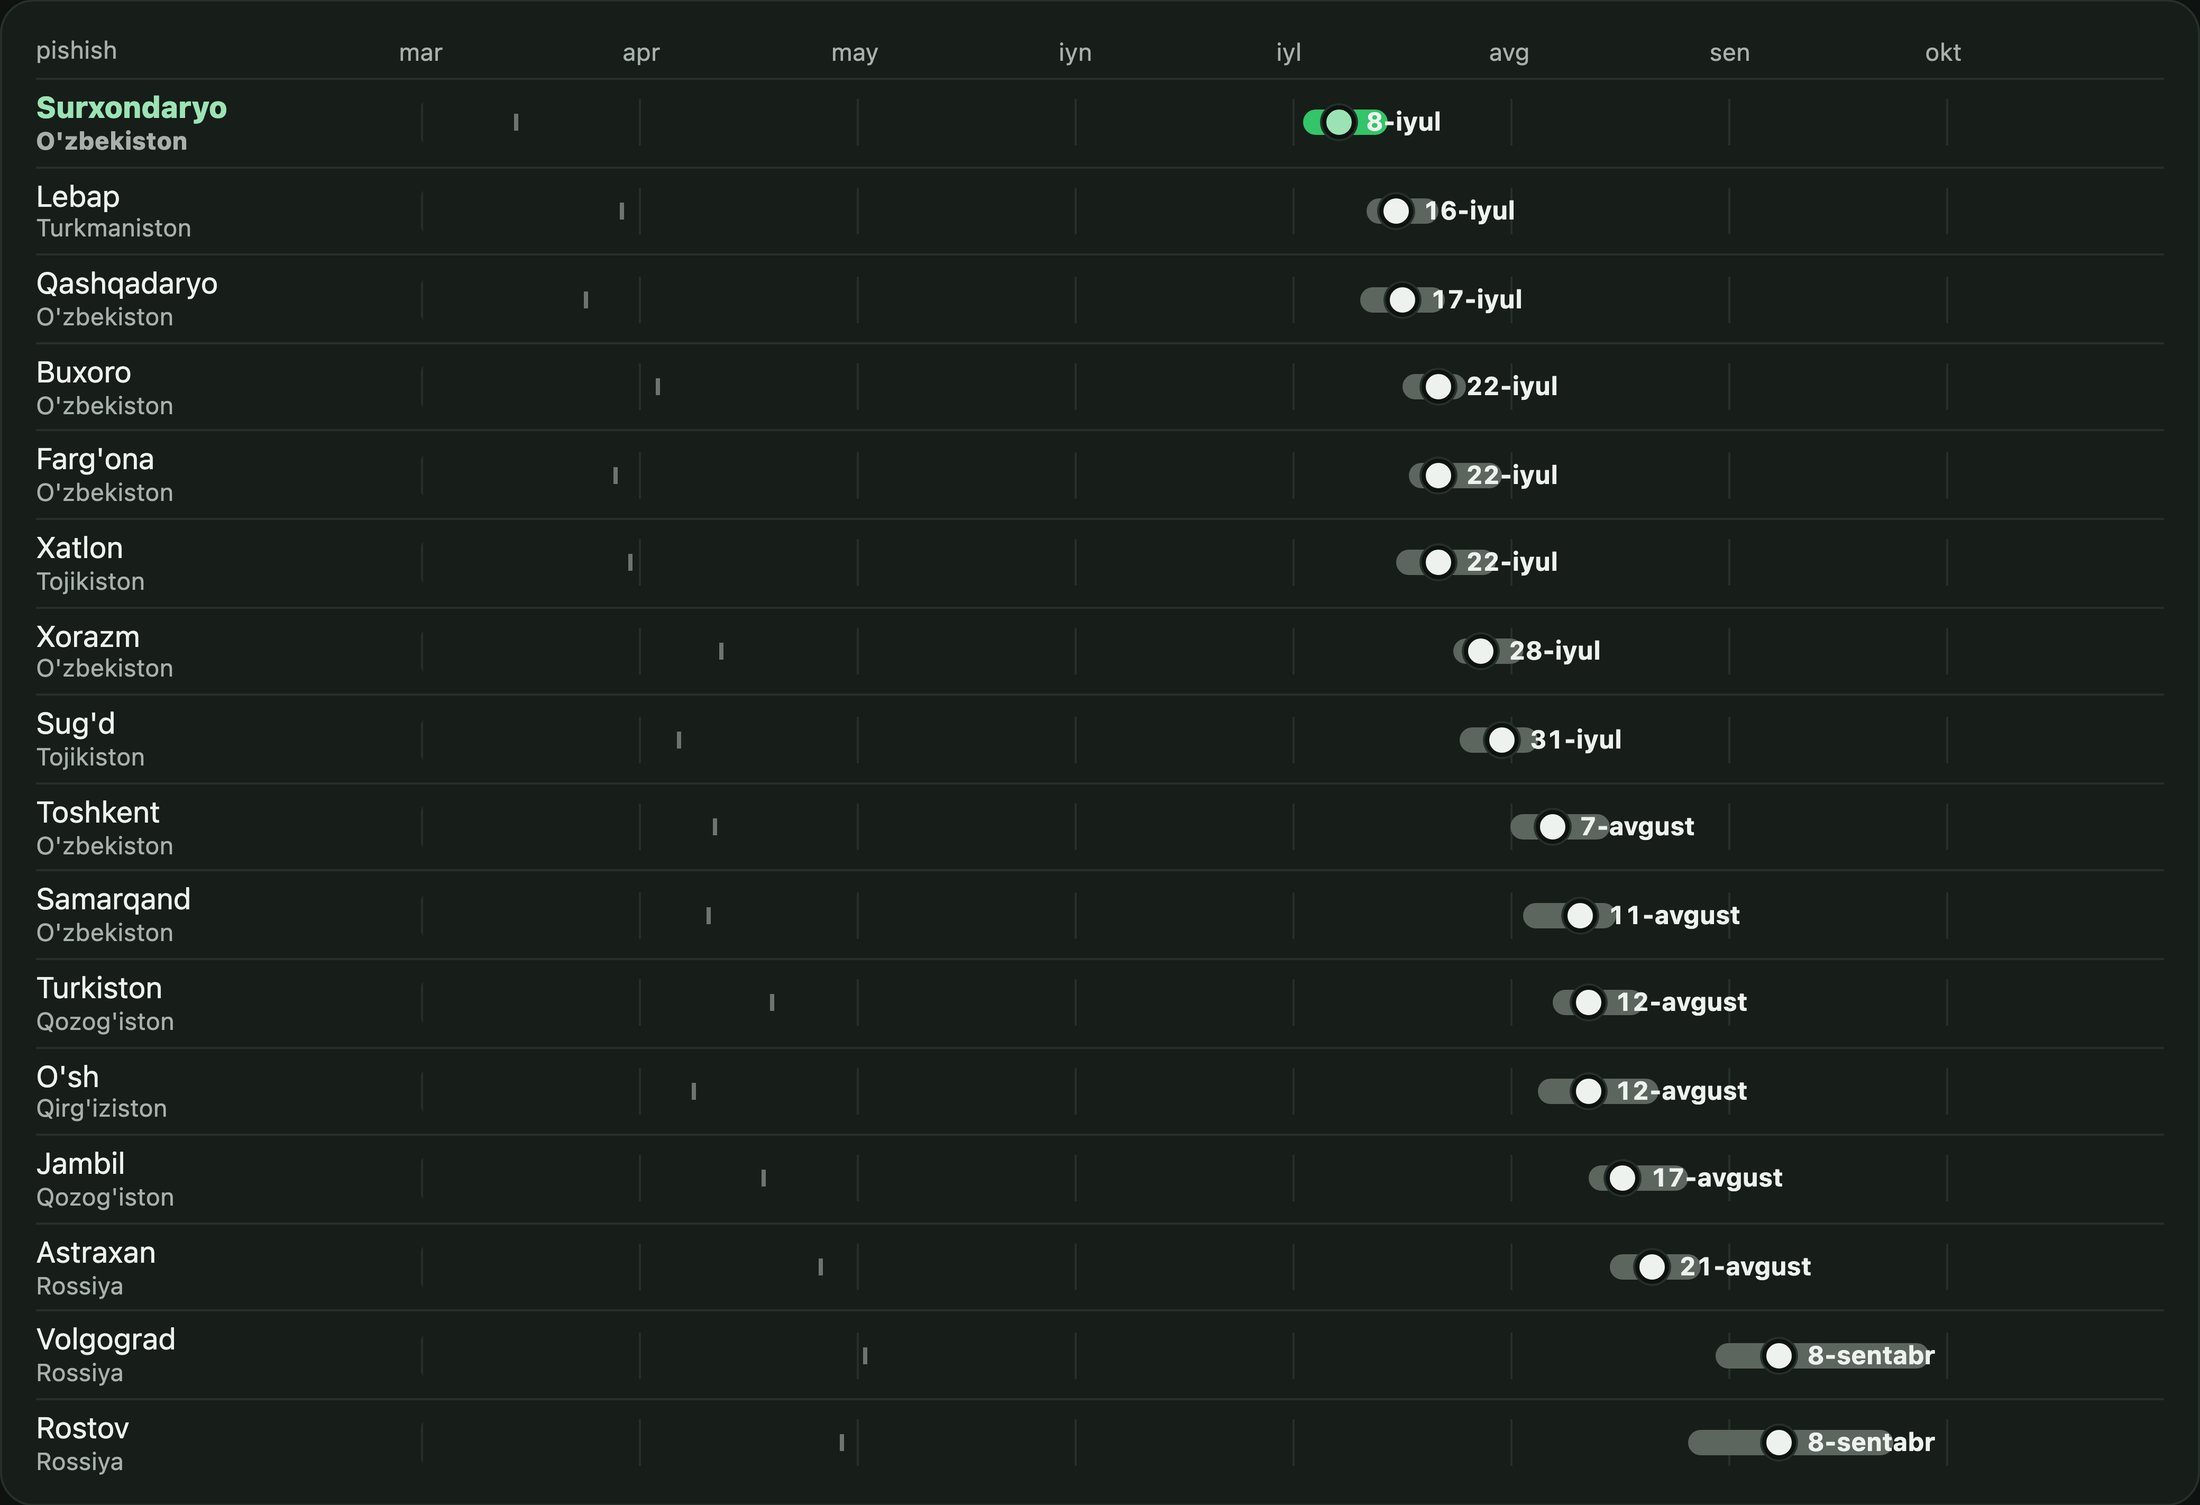 pishish mar apr may iyn iyl avg sen okt
Surxondaryo
O'zbekiston
8-iyul
Lebap
Turkmaniston
16-iyul
Qashqadaryo
O'zbekiston
17-iyul
Buxoro
O'zbekiston
22-iyul
Farg'ona
O'zbekiston
22-iyul
Xatlon
Tojikiston
22-iyul
Xorazm
O'zbekiston
28-iyul
Sug'd
Tojikiston
31-iyul
Toshkent
O'zbekiston
7-avgust
Samarqand
O'zbekiston
11-avgust
Turkiston
Qozog'iston
12-avgust
O'sh
Qirg'iziston
12-avgust
Jambil
Qozog'iston
17-avgust
Astraxan
Rossiya
21-avgust
Volgograd
Rossiya
8-sentabr
Rostov
Rossiya
8-sentabr